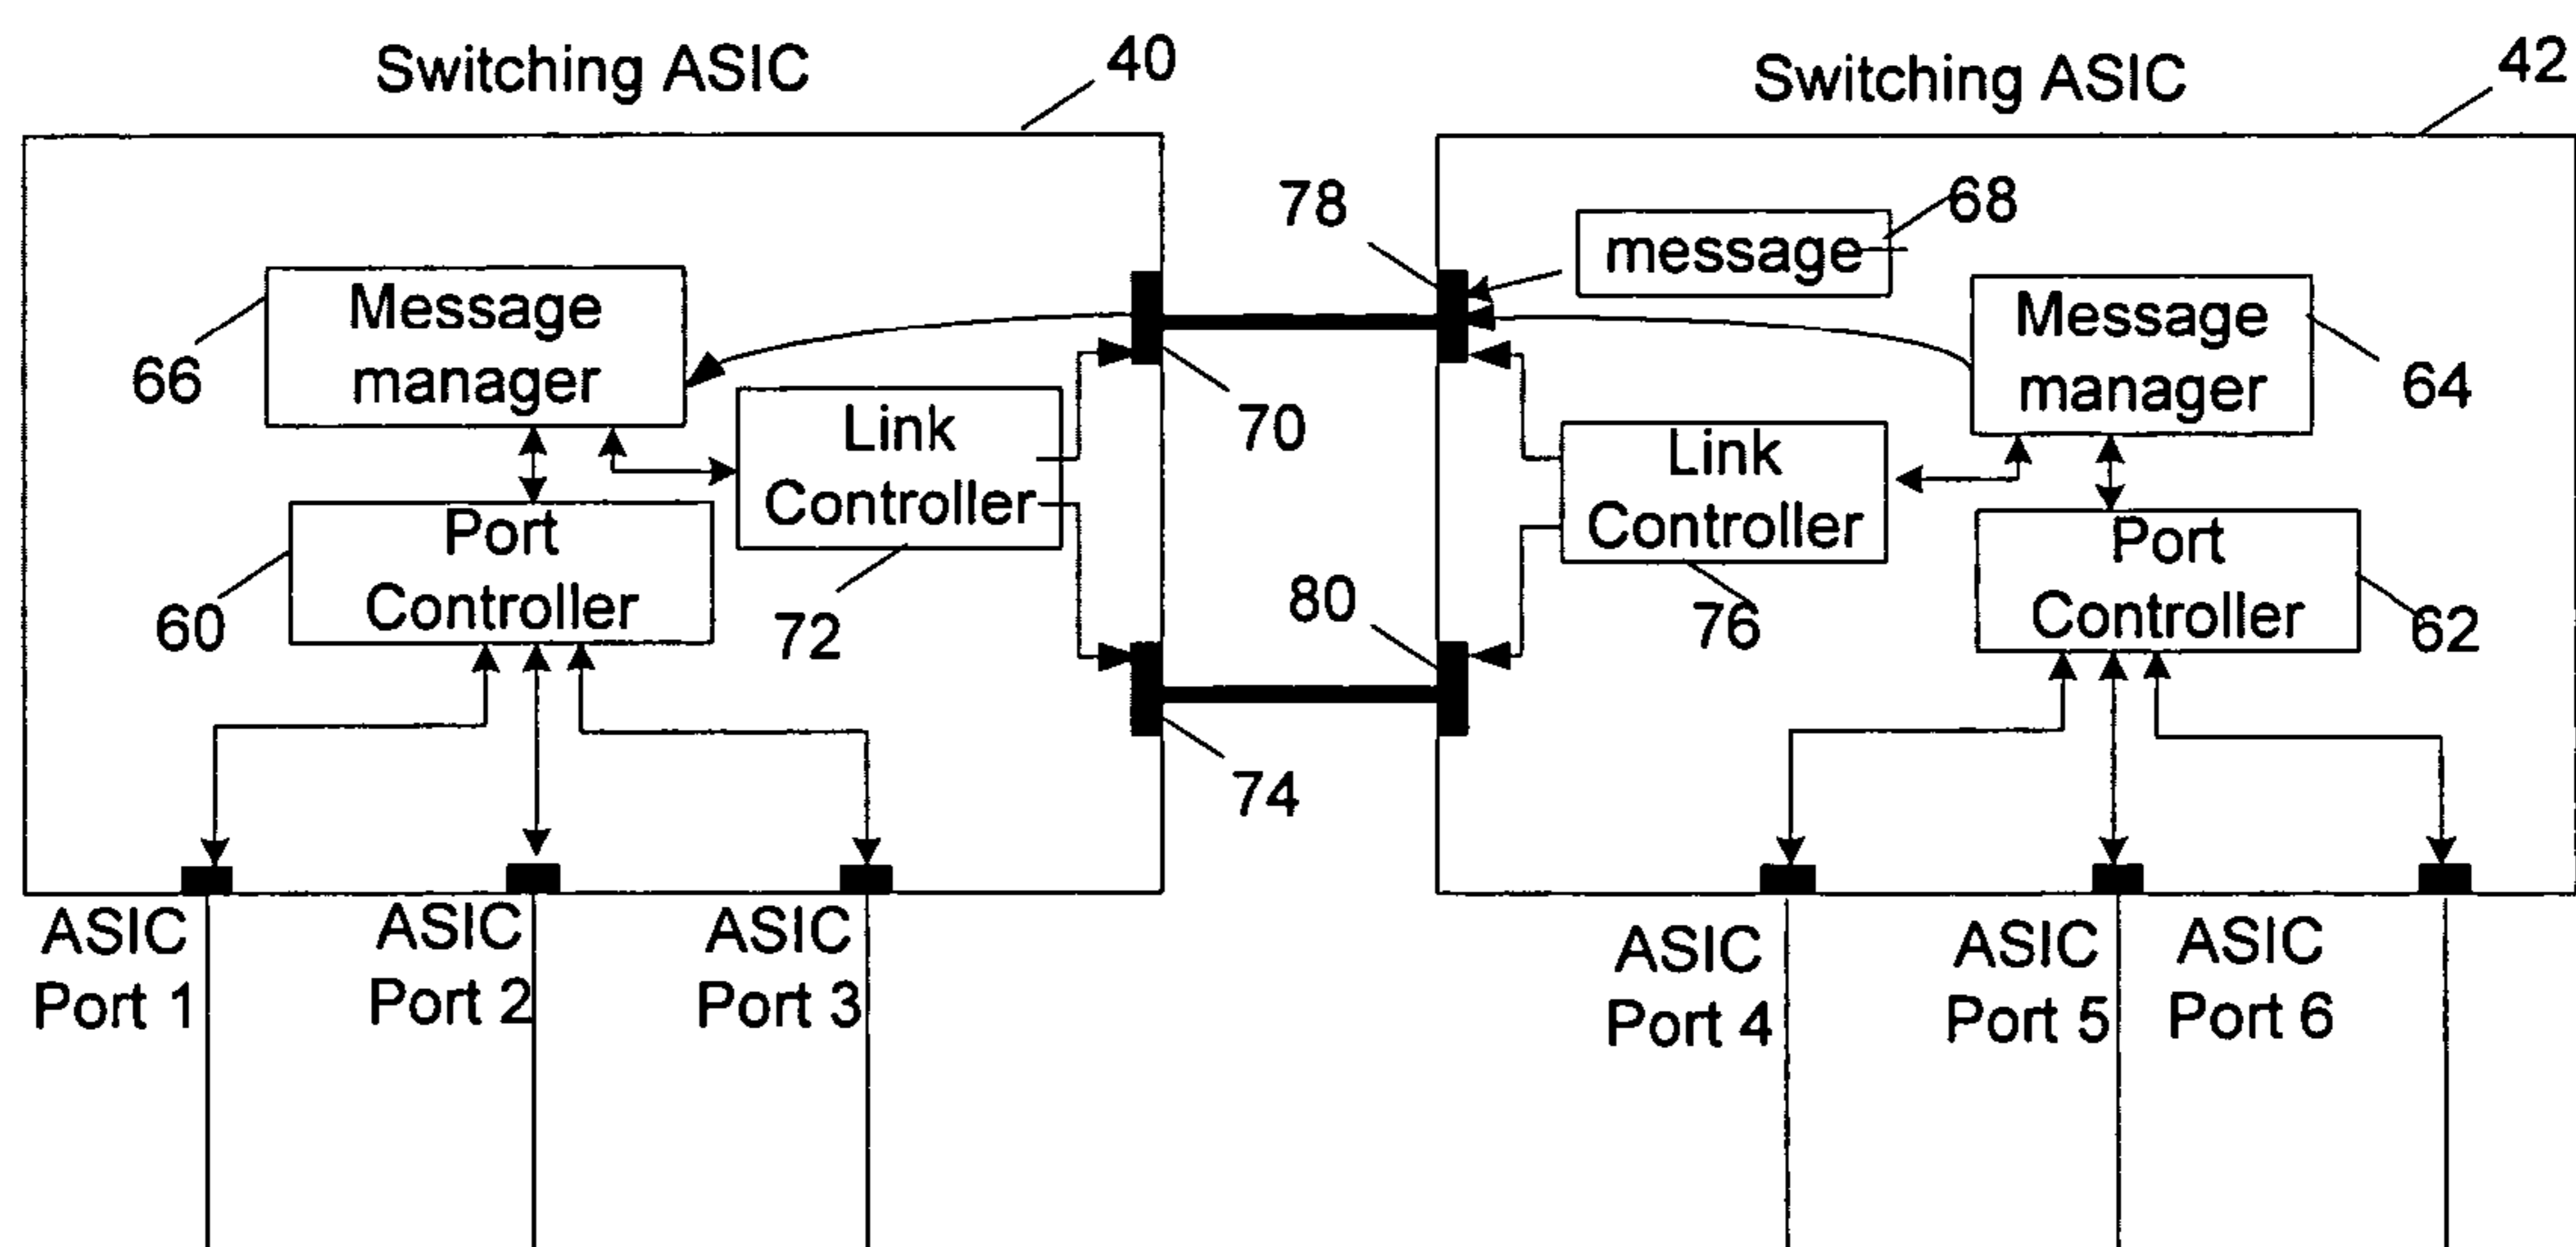 Switching ASIC
40
Switching ASIC
42
78
message
68
Message
manager
66
Message
manager
64
70
Link
Controller
72
Link
Controller
76
Port
Controller
60
80
Port
Controller
62
74
ASIC
Port 1
ASIC
Port 2
ASIC
Port 3
ASIC
Port 4
ASIC
Port 5
ASIC
Port 6